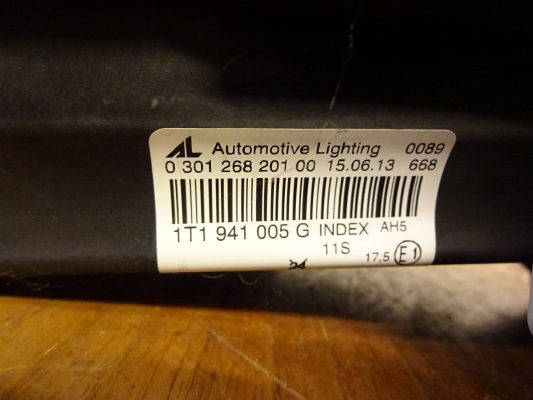 AL Automotive Lighting 0089
0 301 268 201 00 15.06.13 668
1T1 941 005 G INDEX AH5
11S 17,5 E1